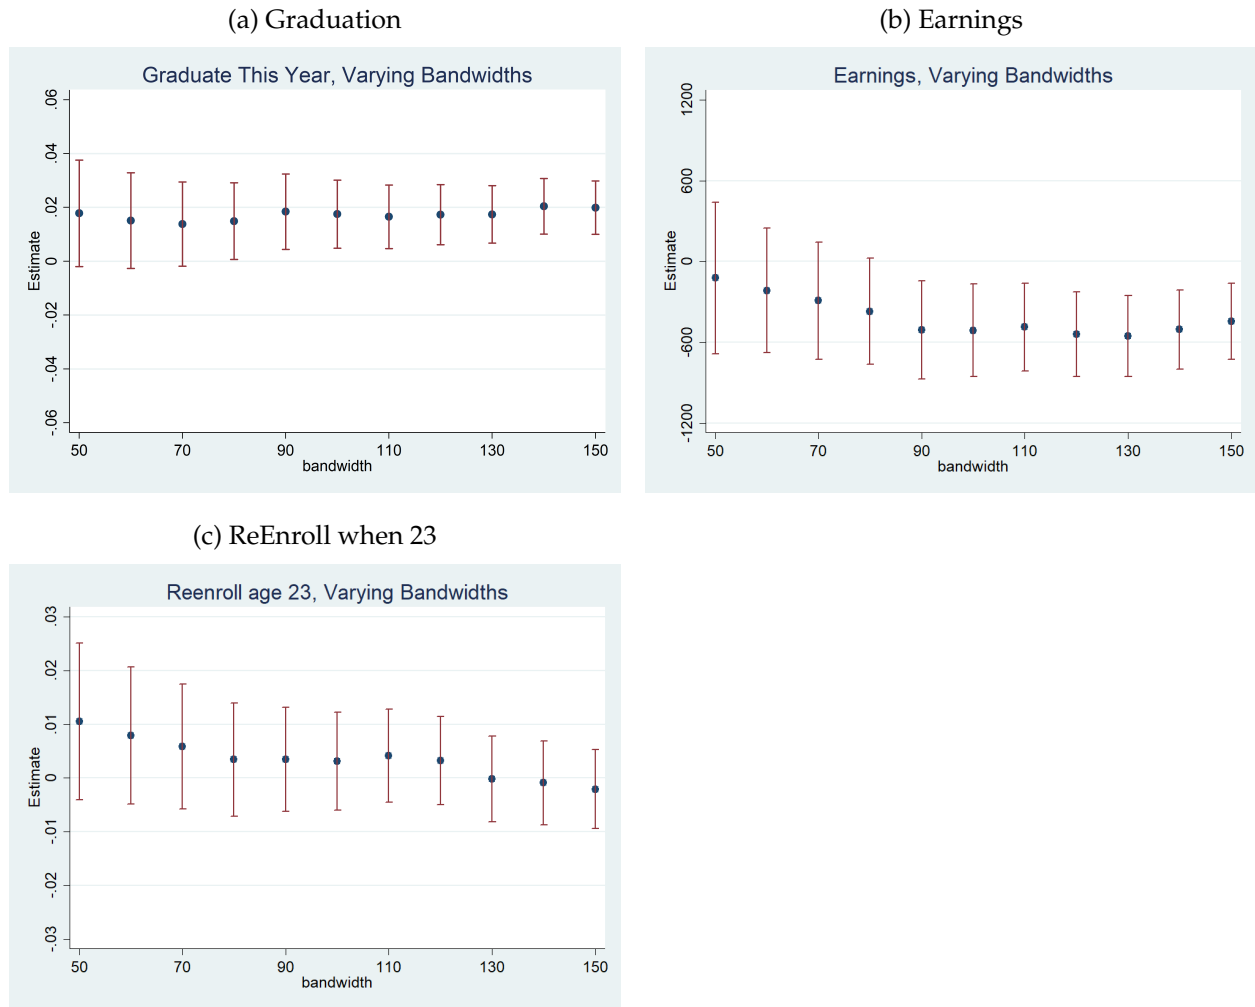 (a) Graduation
Graduate This Year, Varying Bandwidths
.06
.04
.02
0
-.02
-.04
-.06
Estimate
50 70 90 110 130 150
bandwidth
(b) Earnings
Earnings, Varying Bandwidths
1200
600
0
-600
-1200
Estimate
50 70 90 110 130 150
bandwidth
(c) ReEnroll when 23
Reenroll age 23, Varying Bandwidths
.03
.02
.01
0
-.01
-.02
-.03
Estimate
50 70 90 110 130 150
bandwidth